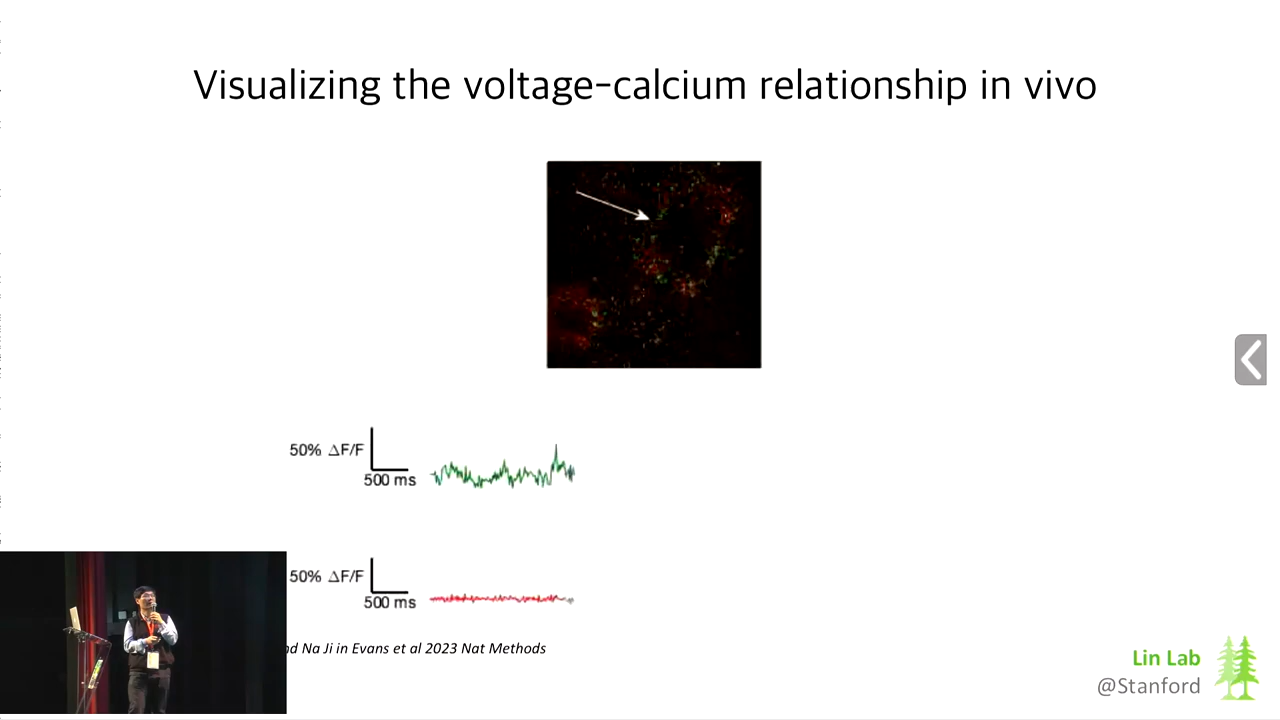 Visualizing the voltage-calcium relationship in vivo
50% ΔF/F
500 ms
50% ΔF/F
500 ms
Na Ji in Evans et al 2023 Nat Methods
Lin Lab
@Stanford